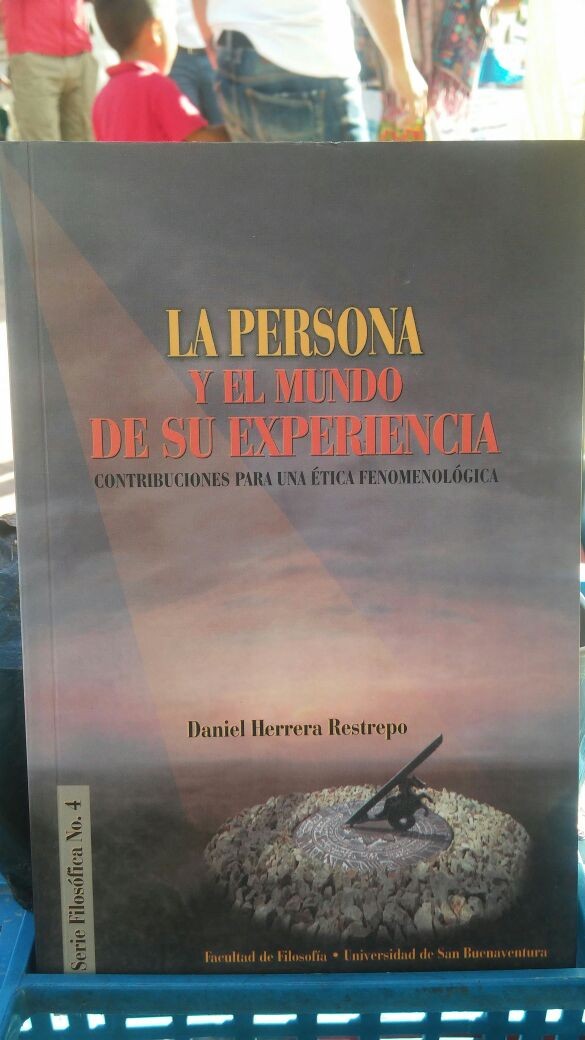 LA PERSONA
Y EL MUNDO
DE SU EXPERIENCIA
CONTRIBUCIONES PARA UNA ÉTICA FENOMENOLÓGICA
Daniel Herrera Restrepo
Serie Filosófica No. 4
Facultad de Filosofía • Universidad de San Buenaventura